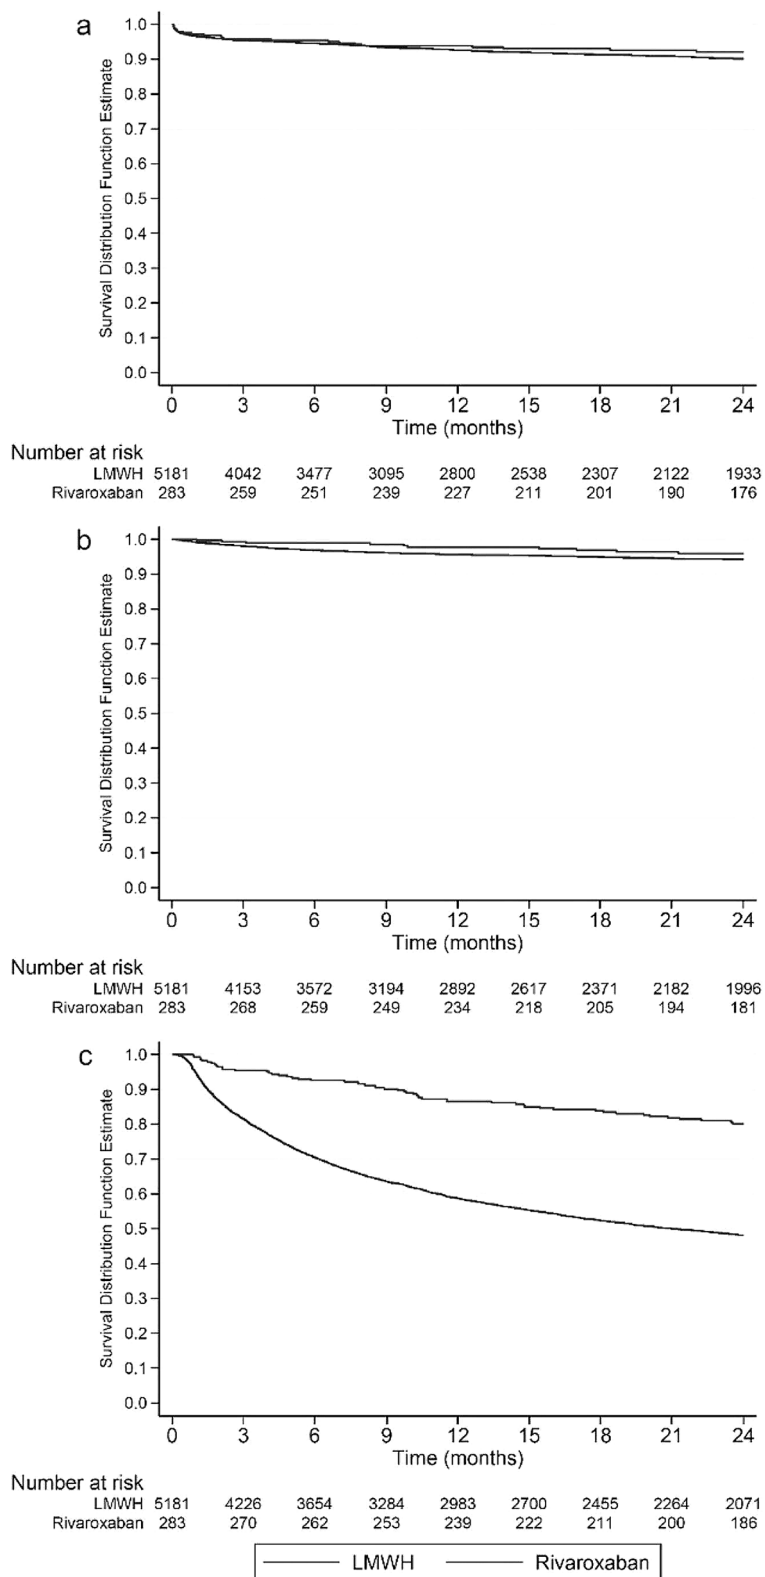 a
Survival Distribution Function Estimate
1.0
0.9
0.8
0.7
0.6
0.5
0.4
0.3
0.2
0.1
0.0
0 3 6 9 12 15 18 21 24
Time (months)
Number at risk
LMWH 5181 4042 3477 3095 2800 2538 2307 2122 1933
Rivaroxaban 283 259 251 239 227 211 201 190 176
b
Survival Distribution Function Estimate
1.0
0.9
0.8
0.7
0.6
0.5
0.4
0.3
0.2
0.1
0.0
0 3 6 9 12 15 18 21 24
Time (months)
Number at risk
LMWH 5181 4153 3572 3194 2892 2617 2371 2182 1996
Rivaroxaban 283 268 259 249 234 218 205 194 181
c
Survival Distribution Function Estimate
1.0
0.9
0.8
0.7
0.6
0.5
0.4
0.3
0.2
0.1
0.0
0 3 6 9 12 15 18 21 24
Time (months)
Number at risk
LMWH 5181 4226 3654 3284 2983 2700 2455 2264 2071
Rivaroxaban 283 270 262 253 239 222 211 200 186
LMWH Rivaroxaban